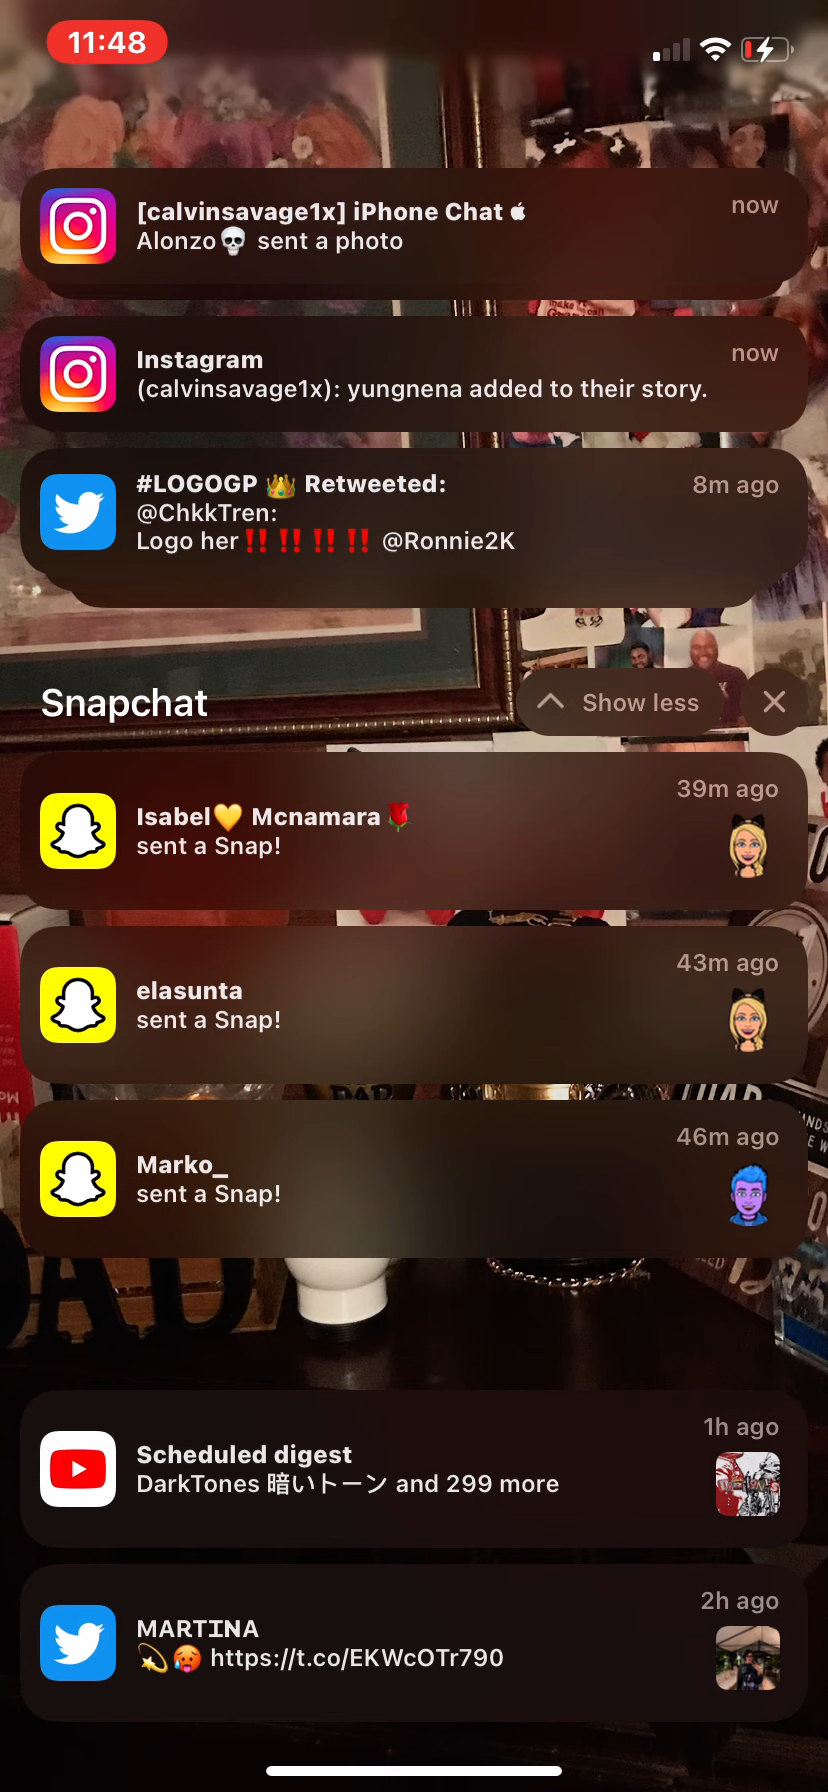 11:48
[calvinsavage1x] iPhone Chat 
now
Alonzo💀 sent a photo
Instagram
now
(calvinsavage1x): yungnena added to their story.
#LOGOGP 👑 Retweeted:
8m ago
@ChkkTren:
Logo her‼️‼️‼️‼️ @Ronnie2K
Snapchat
Show less
39m ago
Isabel💛 Mcnamara🌹
sent a Snap!
43m ago
elasunta
sent a Snap!
46m ago
Marko_
sent a Snap!
1h ago
Scheduled digest
DarkTones 暗いトーン and 299 more
2h ago
MARTINA
💫🥵 https://t.co/EKWcOTr790